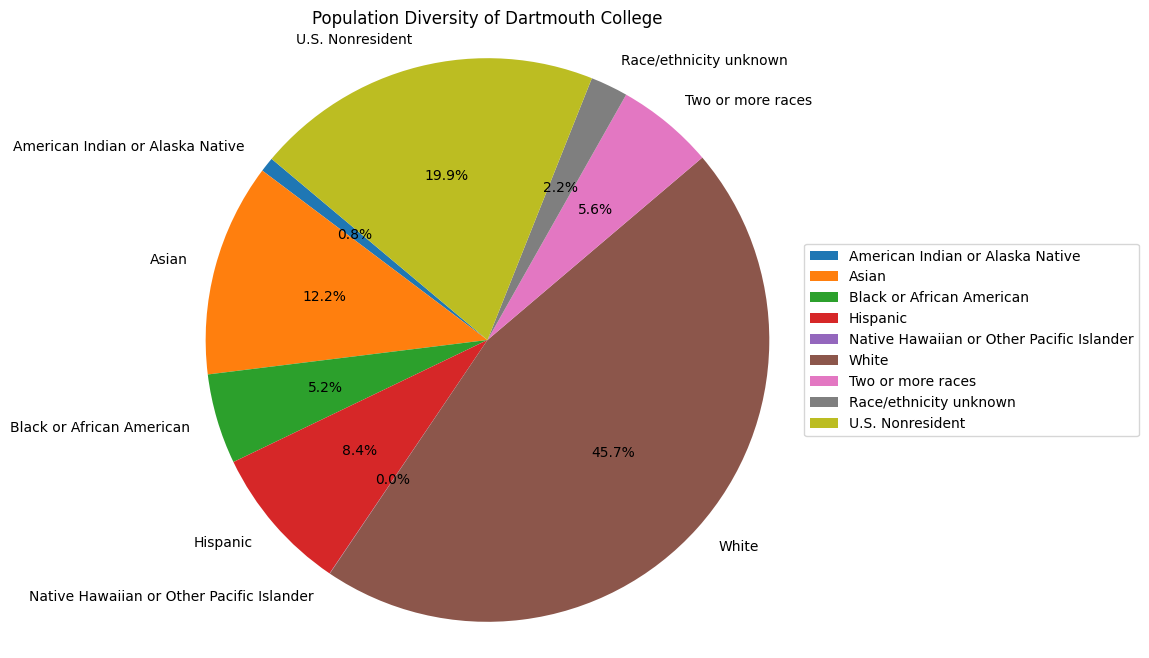 Population Diversity of Dartmouth College
U.S. Nonresident
Race/ethnicity unknown
Two or more races
American Indian or Alaska Native
Asian
Black or African American
Hispanic
Native Hawaiian or Other Pacific Islander
White
19.9%
2.2%
5.6%
0.8%
12.2%
5.2%
8.4%
0.0%
45.7%
American Indian or Alaska Native
Asian
Black or African American
Hispanic
Native Hawaiian or Other Pacific Islander
White
Two or more races
Race/ethnicity unknown
U.S. Nonresident